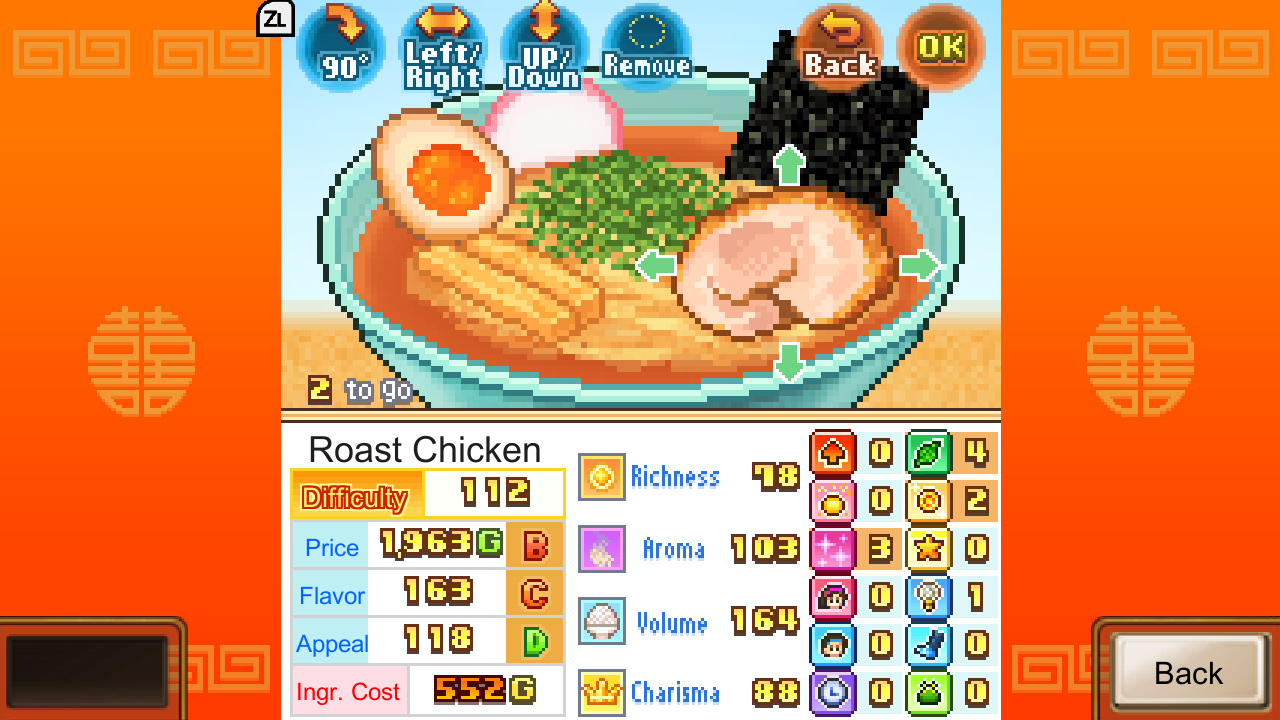 ZL
90°
Left/
Right
Up/
Down
Remove
Back
OK
2 to go
Roast Chicken
Difficulty 112
Price 1,963G B
Flavor 163 C
Appeal 118 D
Ingr. Cost 552G
Richness 78
Aroma 103
Volume 164
Charisma 88
0 4
0 2
3 0
0 1
0 0
0 0
Back